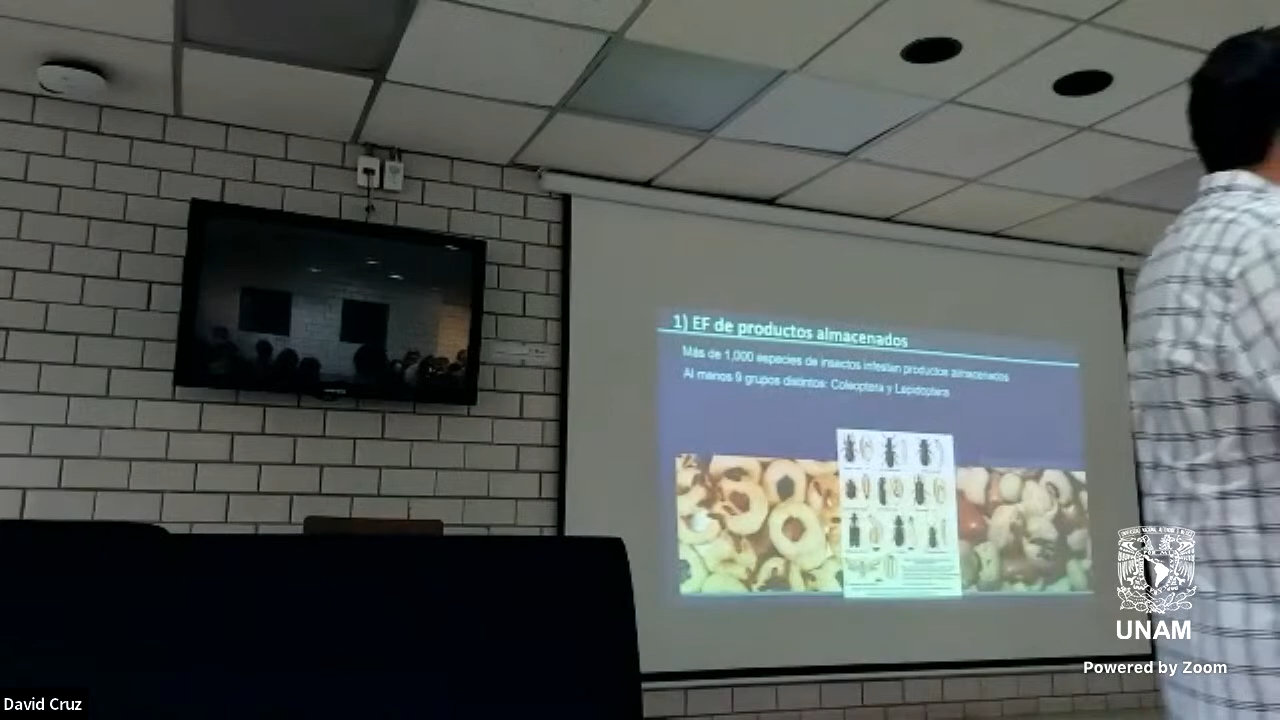 1) EF de productos almacenados
Más de 1,000 especies de insectos infestan productos almacenados
Al menos 9 grupos distintos: Coleoptera y Lepidoptera
UNAM
Powered by Zoom
David Cruz